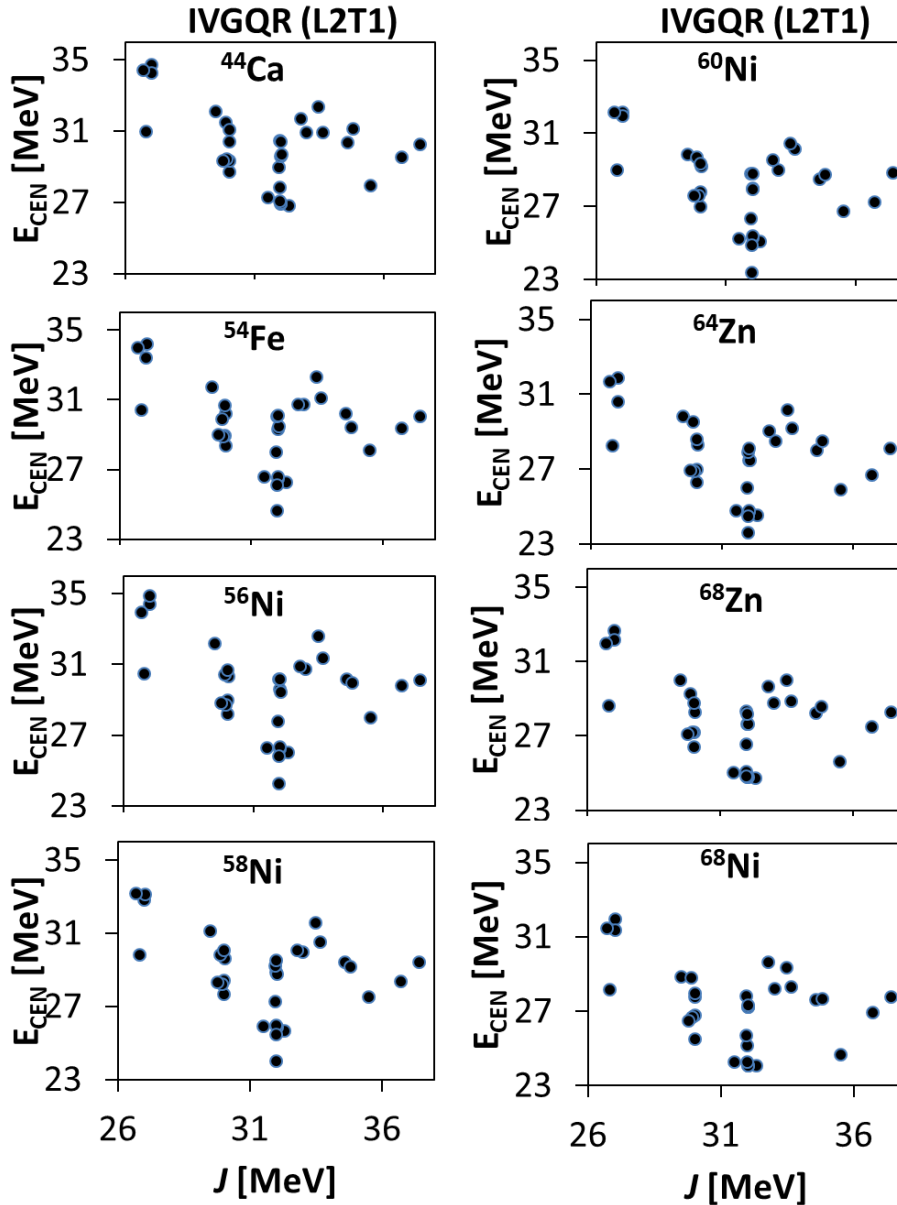 IVGQR (L2T1)
IVGQR (L2T1)
35
31
27
23
E_CEN [MeV]
⁴⁴Ca
35
31
27
23
E_CEN [MeV]
⁶⁰Ni
35
31
27
23
E_CEN [MeV]
⁵⁴Fe
35
31
27
23
E_CEN [MeV]
⁶⁴Zn
35
31
27
23
E_CEN [MeV]
⁵⁶Ni
35
31
27
23
E_CEN [MeV]
⁶⁸Zn
35
31
27
23
E_CEN [MeV]
⁵⁸Ni
26 31 36
J [MeV]
35
31
27
23
E_CEN [MeV]
⁶⁸Ni
26 31 36
J [MeV]